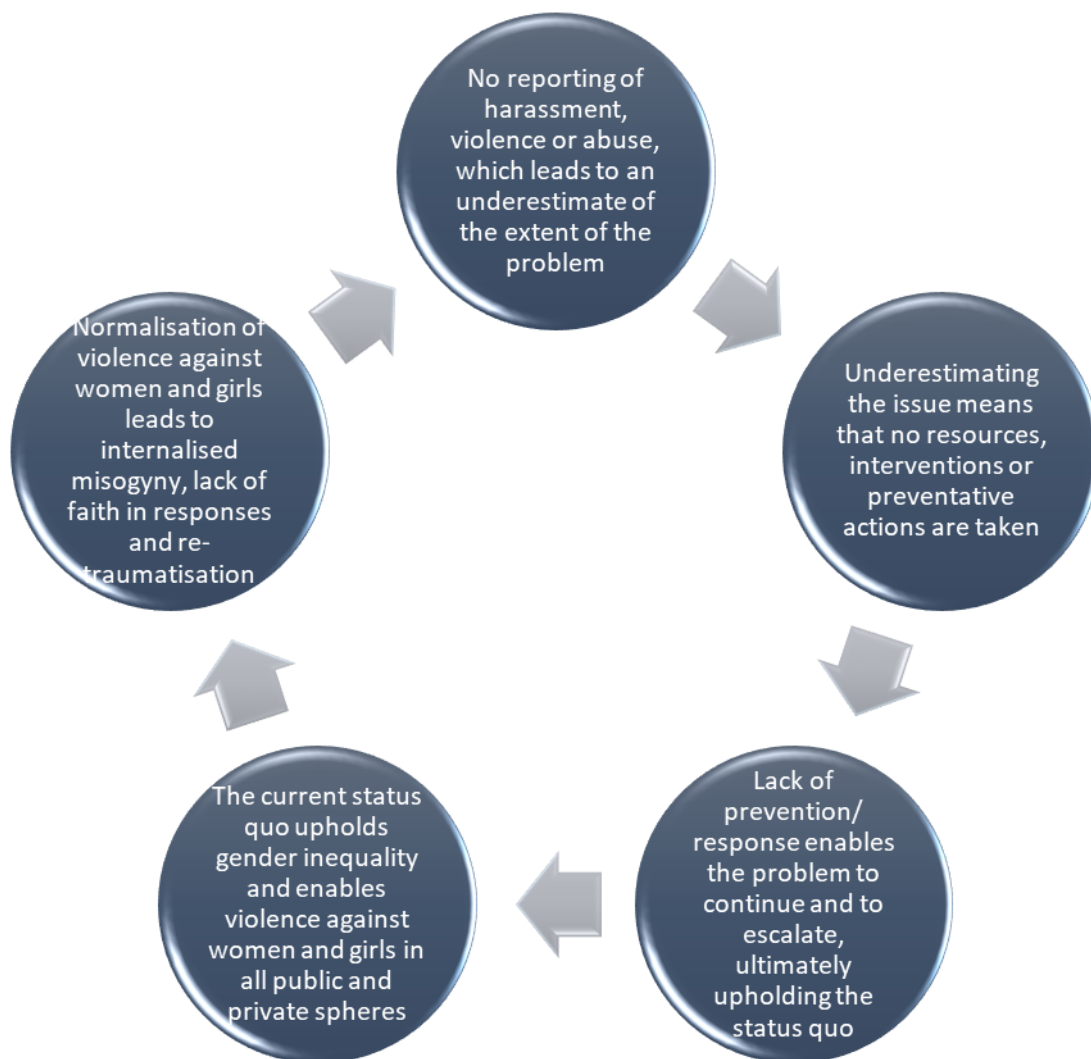 No reporting of
harassment,
violence or abuse,
which leads to an
underestimate of
the extent of the
problem
Underestimating
the issue means
that no resources,
interventions or
preventative
actions are taken
Lack of
prevention/
response enables
the problem to
continue and to
escalate,
ultimately
upholding the
status quo
The current status
quo upholds
gender inequality
and enables
violence against
women and girls in
all public and
private spheres
Normalisation of
violence against
women and girls
leads to
internalised
misogyny, lack of
faith in responses
and re-
traumatisation